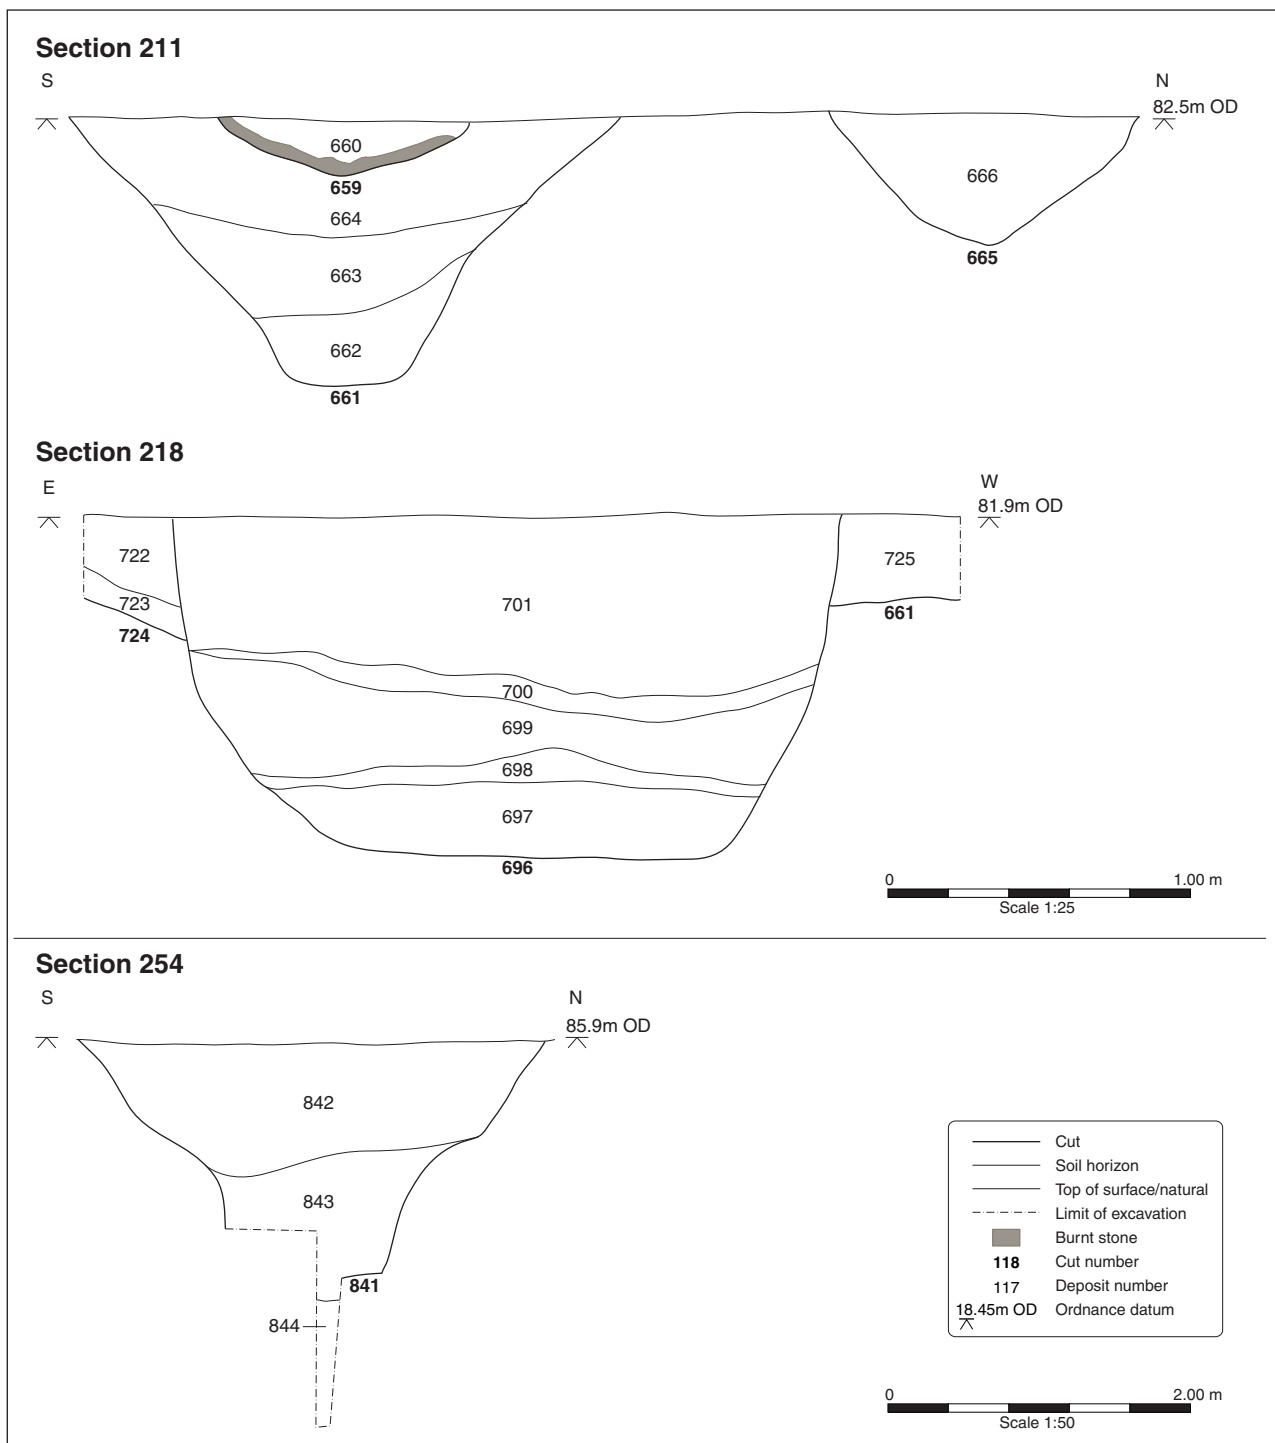 Section 211
S
N
82.5m OD
660
659
664
663
662
661
666
665
Section 218
E
W
81.9m OD
722
723
724
701
725
661
700
699
698
697
696
0 1.00 m
Scale 1:25
Section 254
S
N
85.9m OD
842
843
841
844
Cut
Soil horizon
Top of surface/natural
Limit of excavation
Burnt stone
118 Cut number
117 Deposit number
18.45m OD Ordnance datum
0 2.00 m
Scale 1:50